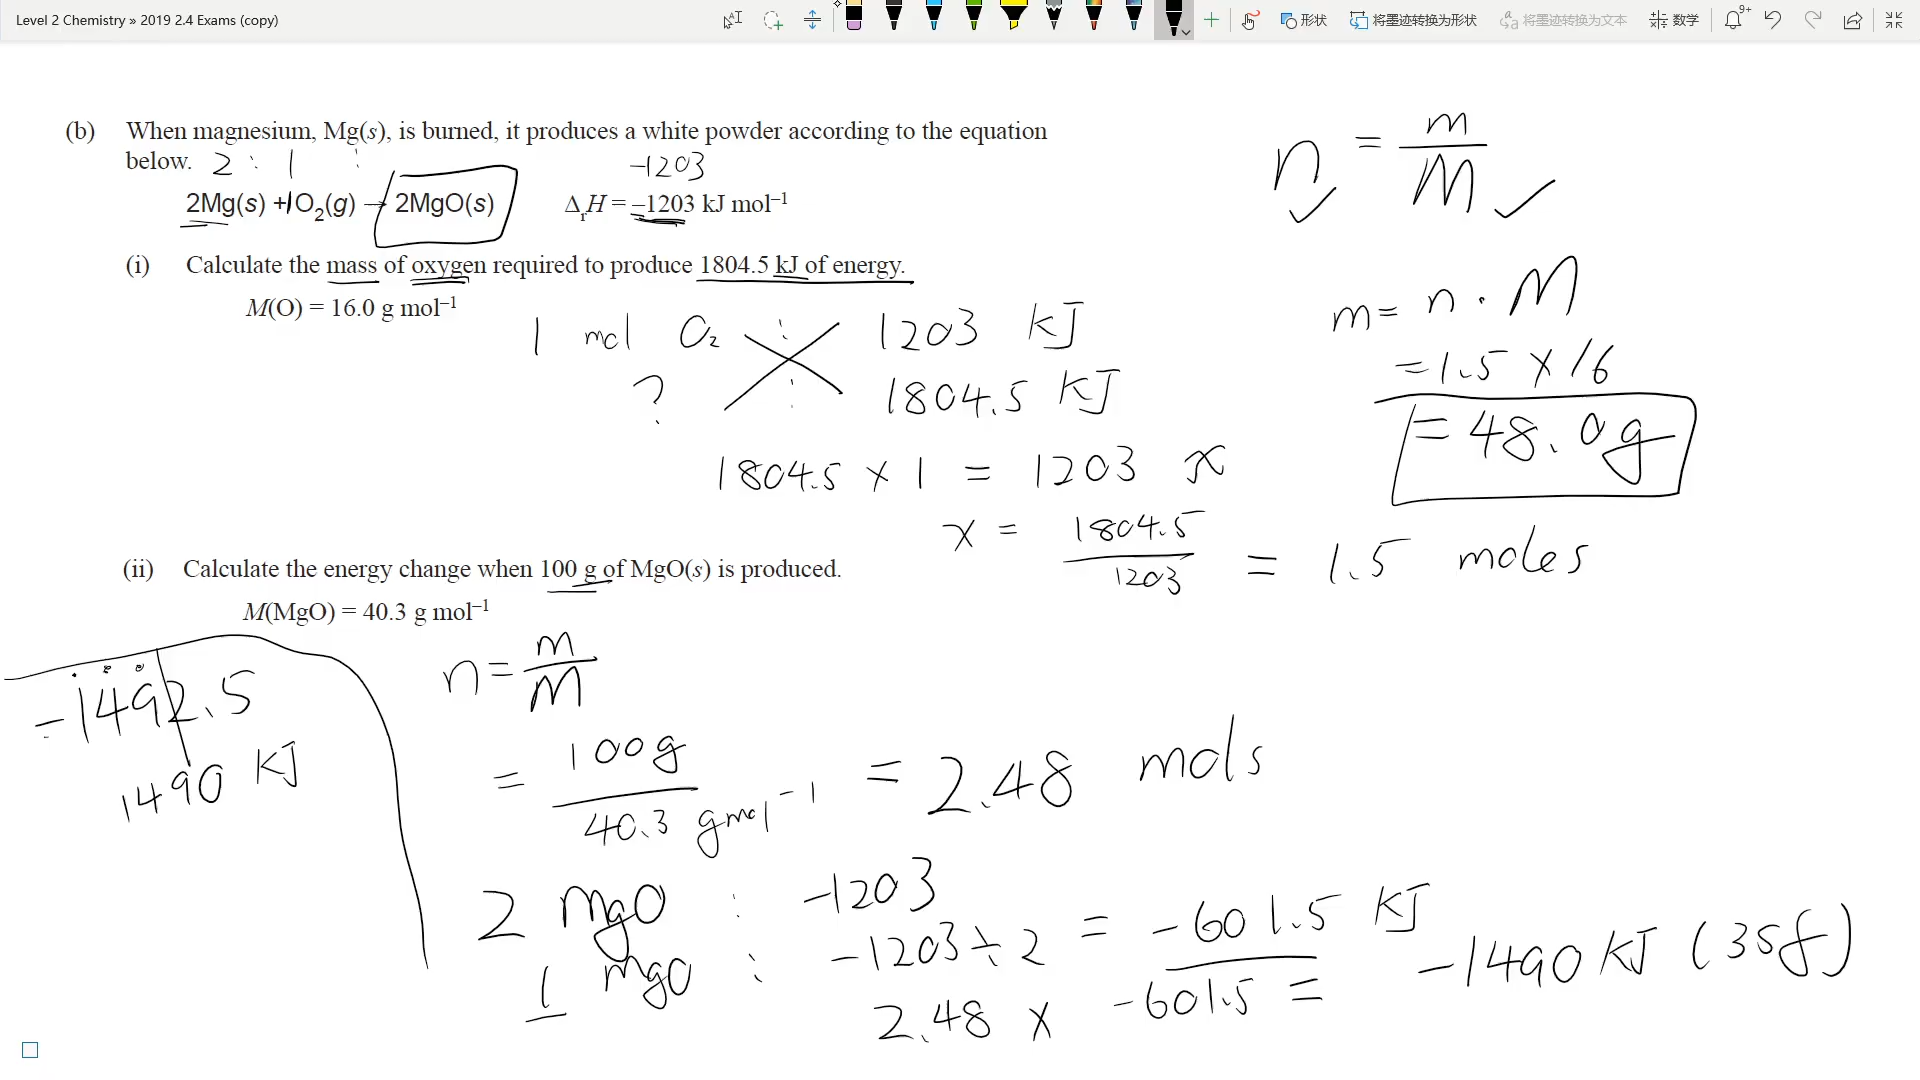 Level 2 Chemistry » 2019 2.4 Exams (copy)
形状 将墨迹转换为形状 将墨迹转换为文本 数学 9+
(b) When magnesium, Mg(s), is burned, it produces a white powder according to the equation
below. 2 : 1 :
-1203
2Mg(s) + 1O₂(g) → 2MgO(s) ΔᵣH = –1203 kJ mol⁻¹
(i) Calculate the mass of oxygen required to produce 1804.5 kJ of energy.
M(O) = 16.0 g mol⁻¹
1 mol O₂ : 1203 KJ
? : 1804.5 KJ
1804.5 × 1 = 1203 x
x = 1804.5 / 1203 = 1.5 moles
n = m / M
m = n · M
= 1.5 × 16
= 48.0g
(ii) Calculate the energy change when 100 g of MgO(s) is produced.
M(MgO) = 40.3 g mol⁻¹
n = m / M
= 100g / 40.3 gmol⁻¹ = 2.48 mols
2 MgO : -1203
1 MgO : -1203 ÷ 2 = -601.5 KJ
2.48 × -601.5 = -1490 KJ (3sf)
-1492.5
1490 KJ